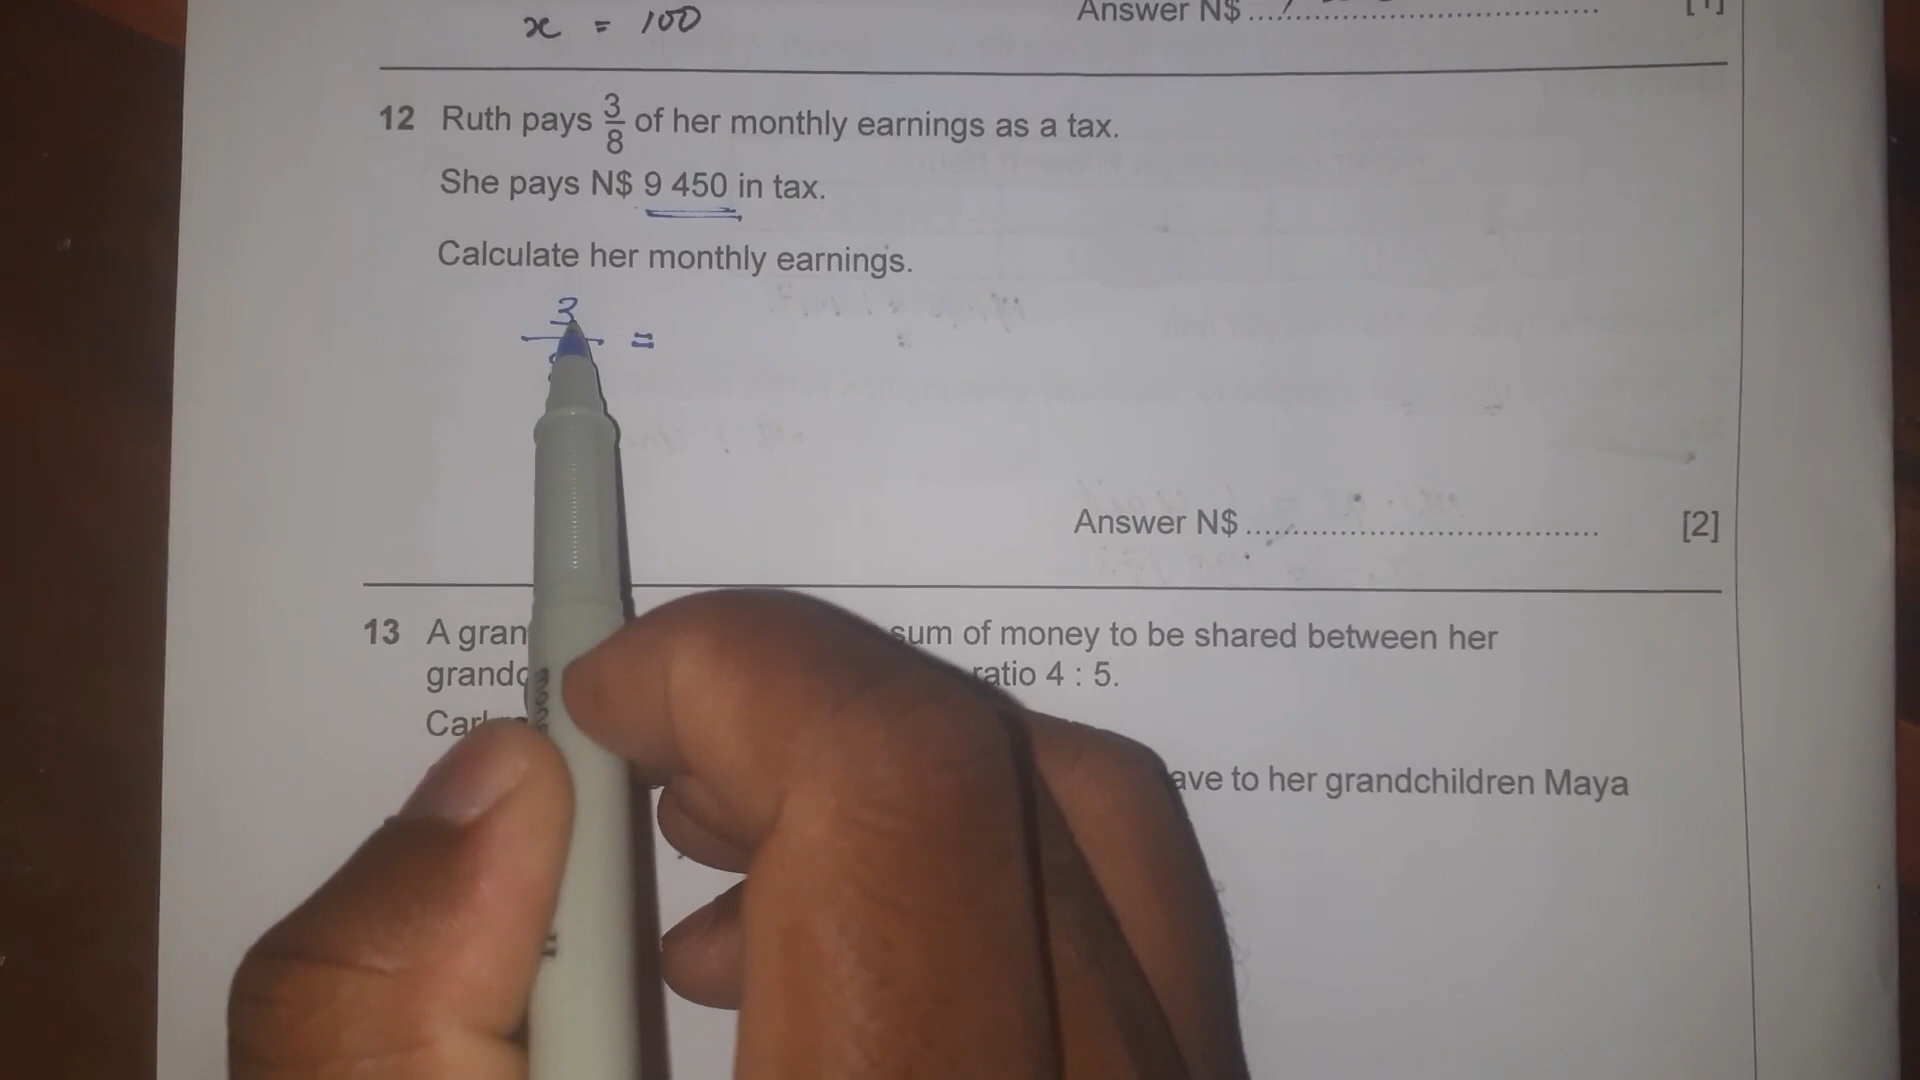 x = 100
Answer N$ ........................................ [1]
12 Ruth pays 3/8 of her monthly earnings as a tax.
She pays N$ 9 450 in tax.
Calculate her monthly earnings.
3
=
Answer N$ ........................................ [2]
13 A gran sum of money to be shared between her
grandc ratio 4 : 5.
Car
ave to her grandchildren Maya